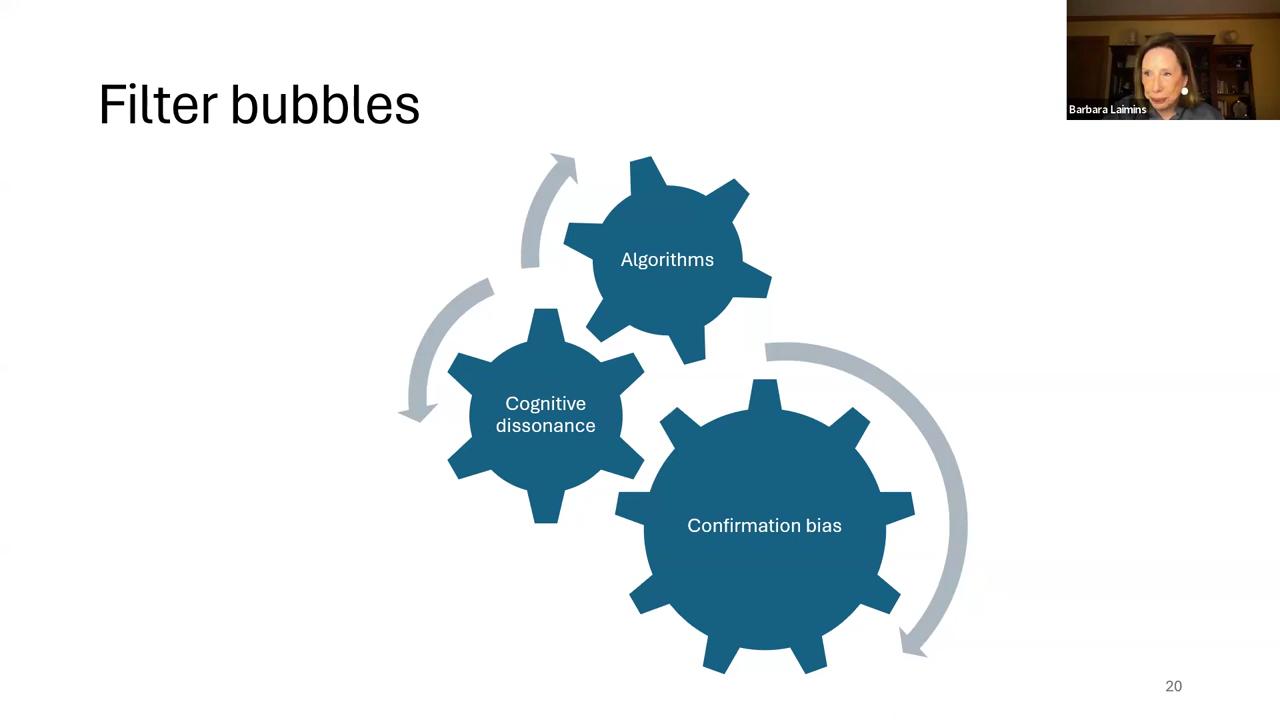 Filter bubbles
Barbara Laimins
Algorithms
Cognitive
dissonance
Confirmation bias
20